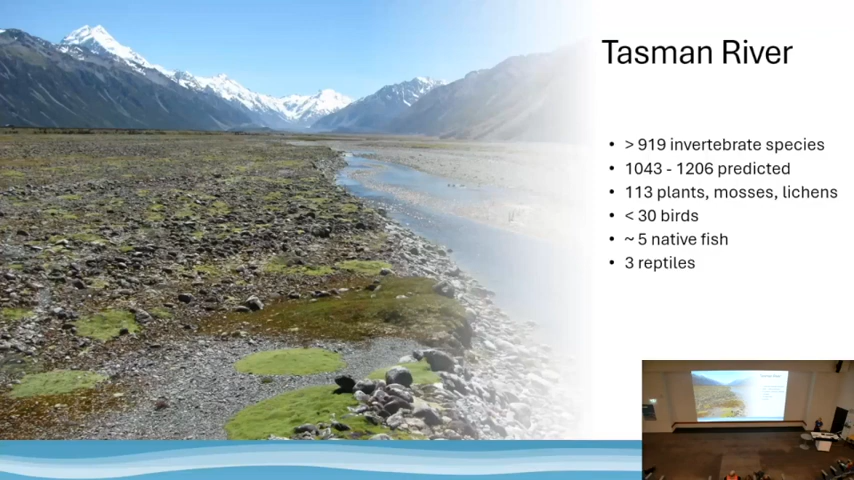 Tasman River
• > 919 invertebrate species
• 1043 - 1206 predicted
• 113 plants, mosses, lichens
• < 30 birds
• ~ 5 native fish
• 3 reptiles